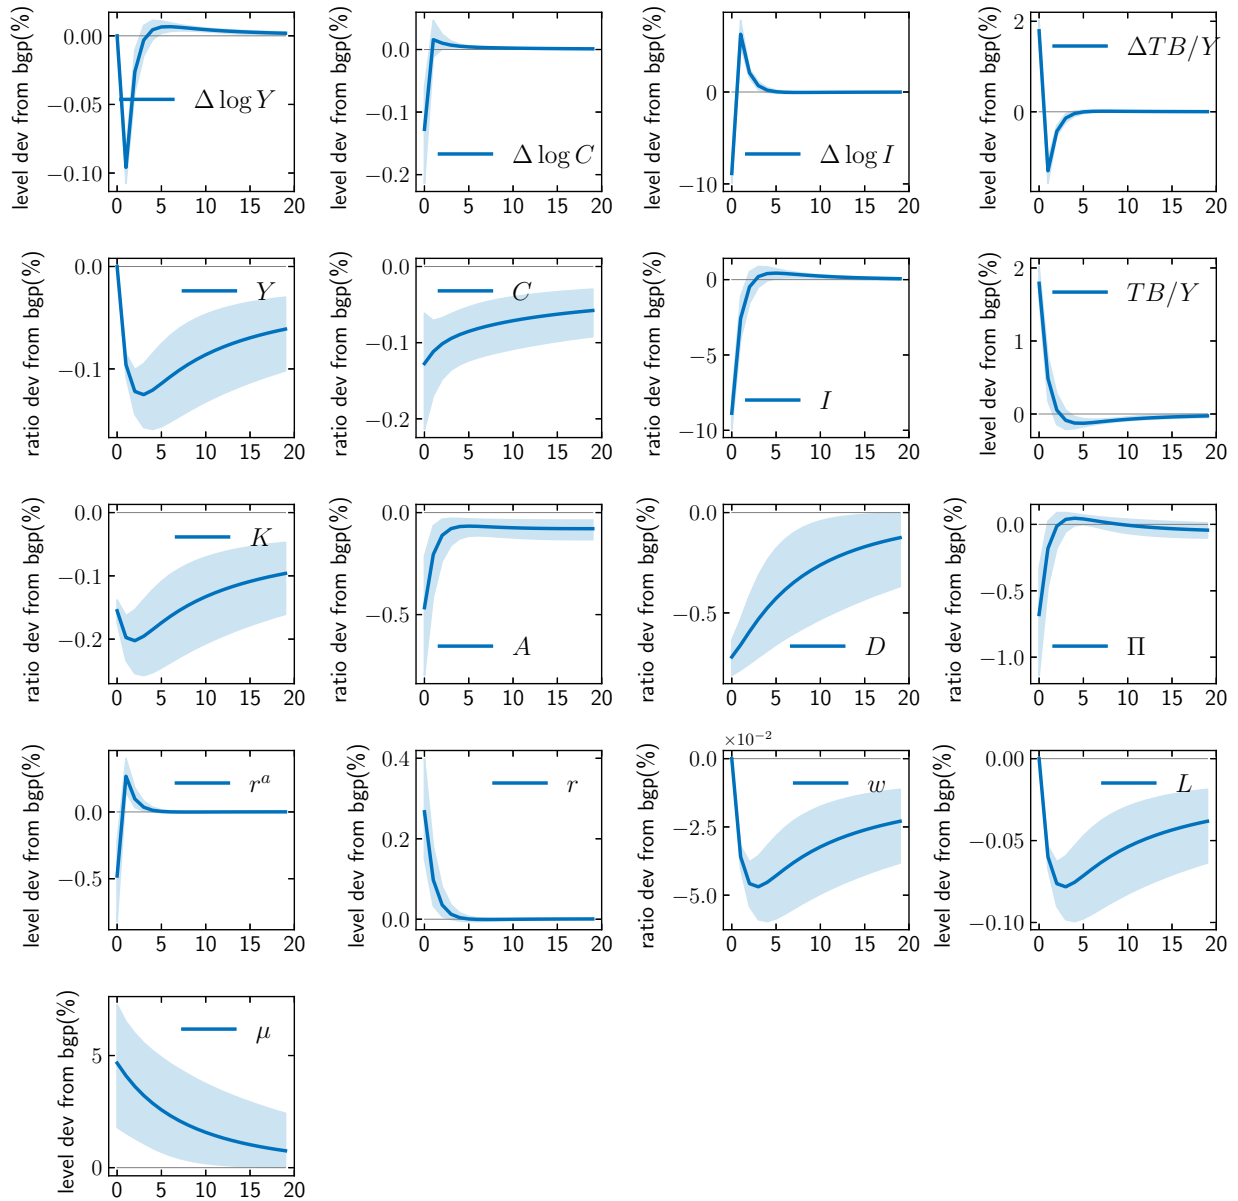 level dev from bgp(%)
0.00
−0.05
−0.10
0 5 10 15 20
Δ log Y
level dev from bgp(%)
0.0
−0.1
−0.2
0 5 10 15 20
Δ log C
level dev from bgp(%)
0
−10
0 5 10 15 20
Δ log I
level dev from bgp(%)
2
0
0 5 10 15 20
ΔTB/Y
ratio dev from bgp(%)
0.0
−0.1
0 5 10 15 20
Y
ratio dev from bgp(%)
0.0
−0.1
−0.2
0 5 10 15 20
C
ratio dev from bgp(%)
0
−5
−10
0 5 10 15 20
I
level dev from bgp(%)
2
1
0
0 5 10 15 20
TB/Y
ratio dev from bgp(%)
0.0
−0.1
−0.2
0 5 10 15 20
K
ratio dev from bgp(%)
0.0
−0.5
0 5 10 15 20
A
ratio dev from bgp(%)
0.0
−0.5
0 5 10 15 20
D
ratio dev from bgp(%)
0.0
−0.5
−1.0
0 5 10 15 20
Π
level dev from bgp(%)
0.0
−0.5
0 5 10 15 20
r^a
level dev from bgp(%)
0.4
0.2
0.0
0 5 10 15 20
r
ratio dev from bgp(%)
×10⁻²
0.0
−2.5
−5.0
0 5 10 15 20
w
level dev from bgp(%)
0.00
−0.05
−0.10
0 5 10 15 20
L
level dev from bgp(%)
5
0
0 5 10 15 20
μ